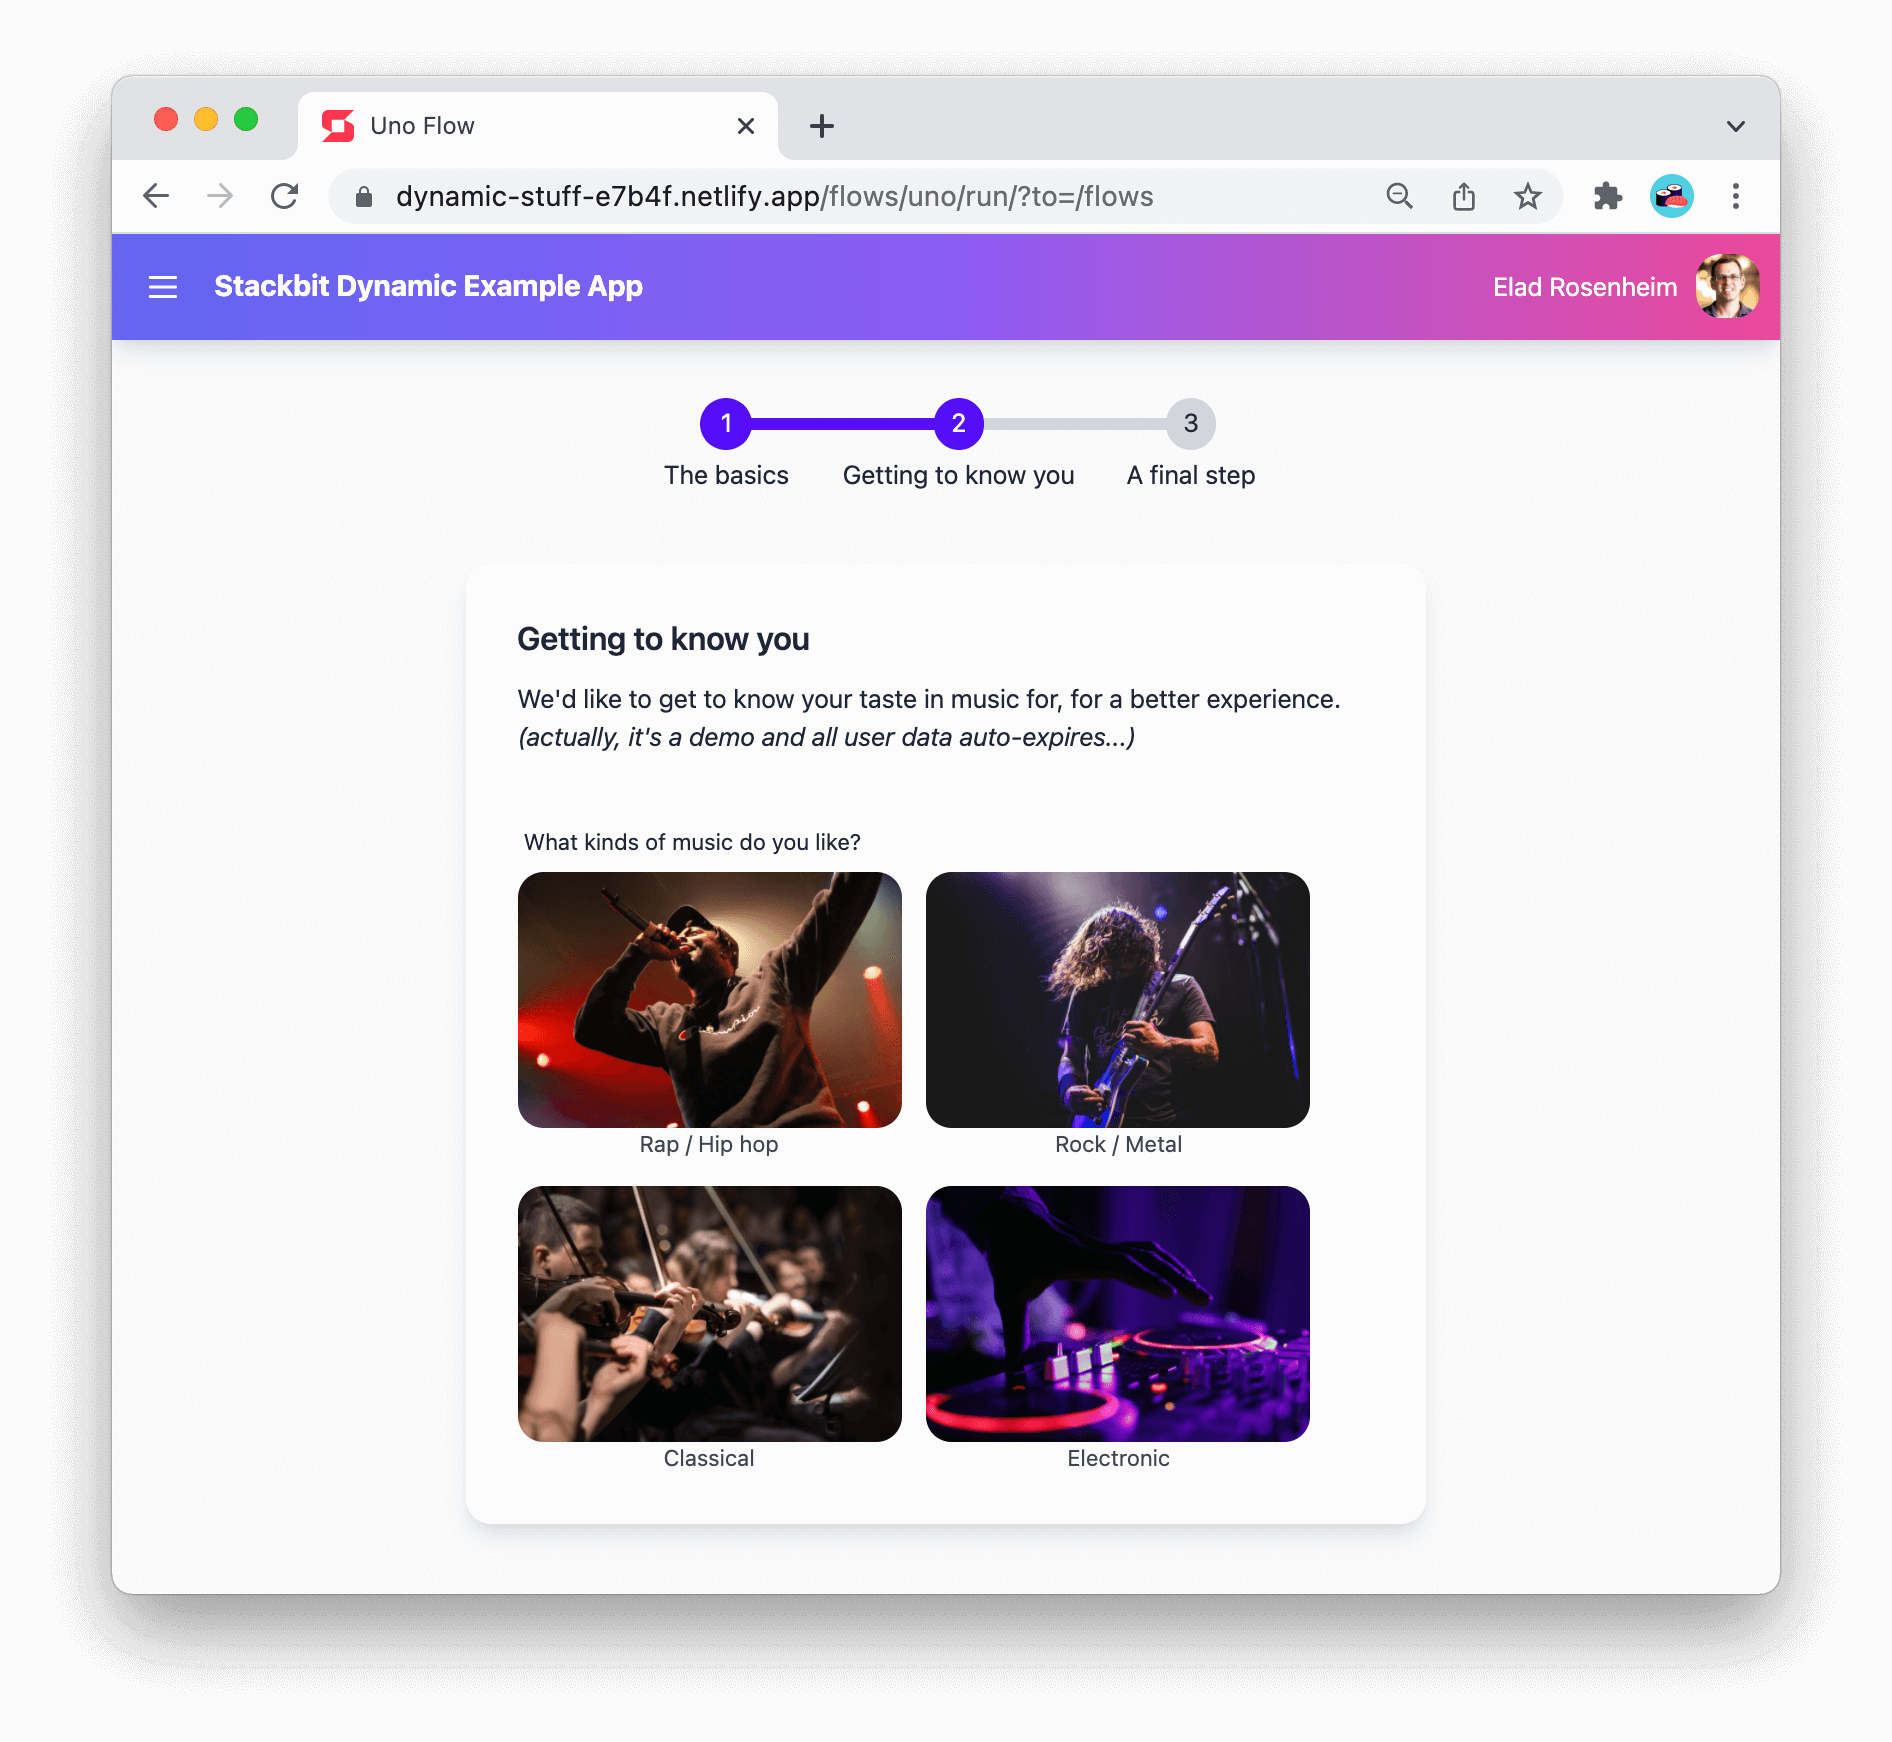 Uno Flow
dynamic-stuff-e7b4f.netlify.app/flows/uno/run/?to=/flows
Stackbit Dynamic Example App
Elad Rosenheim
1 2 3
The basics Getting to know you A final step
Getting to know you
We'd like to get to know your taste in music for, for a better experience.
(actually, it's a demo and all user data auto-expires...)
What kinds of music do you like?
Rap / Hip hop Rock / Metal
Classical Electronic